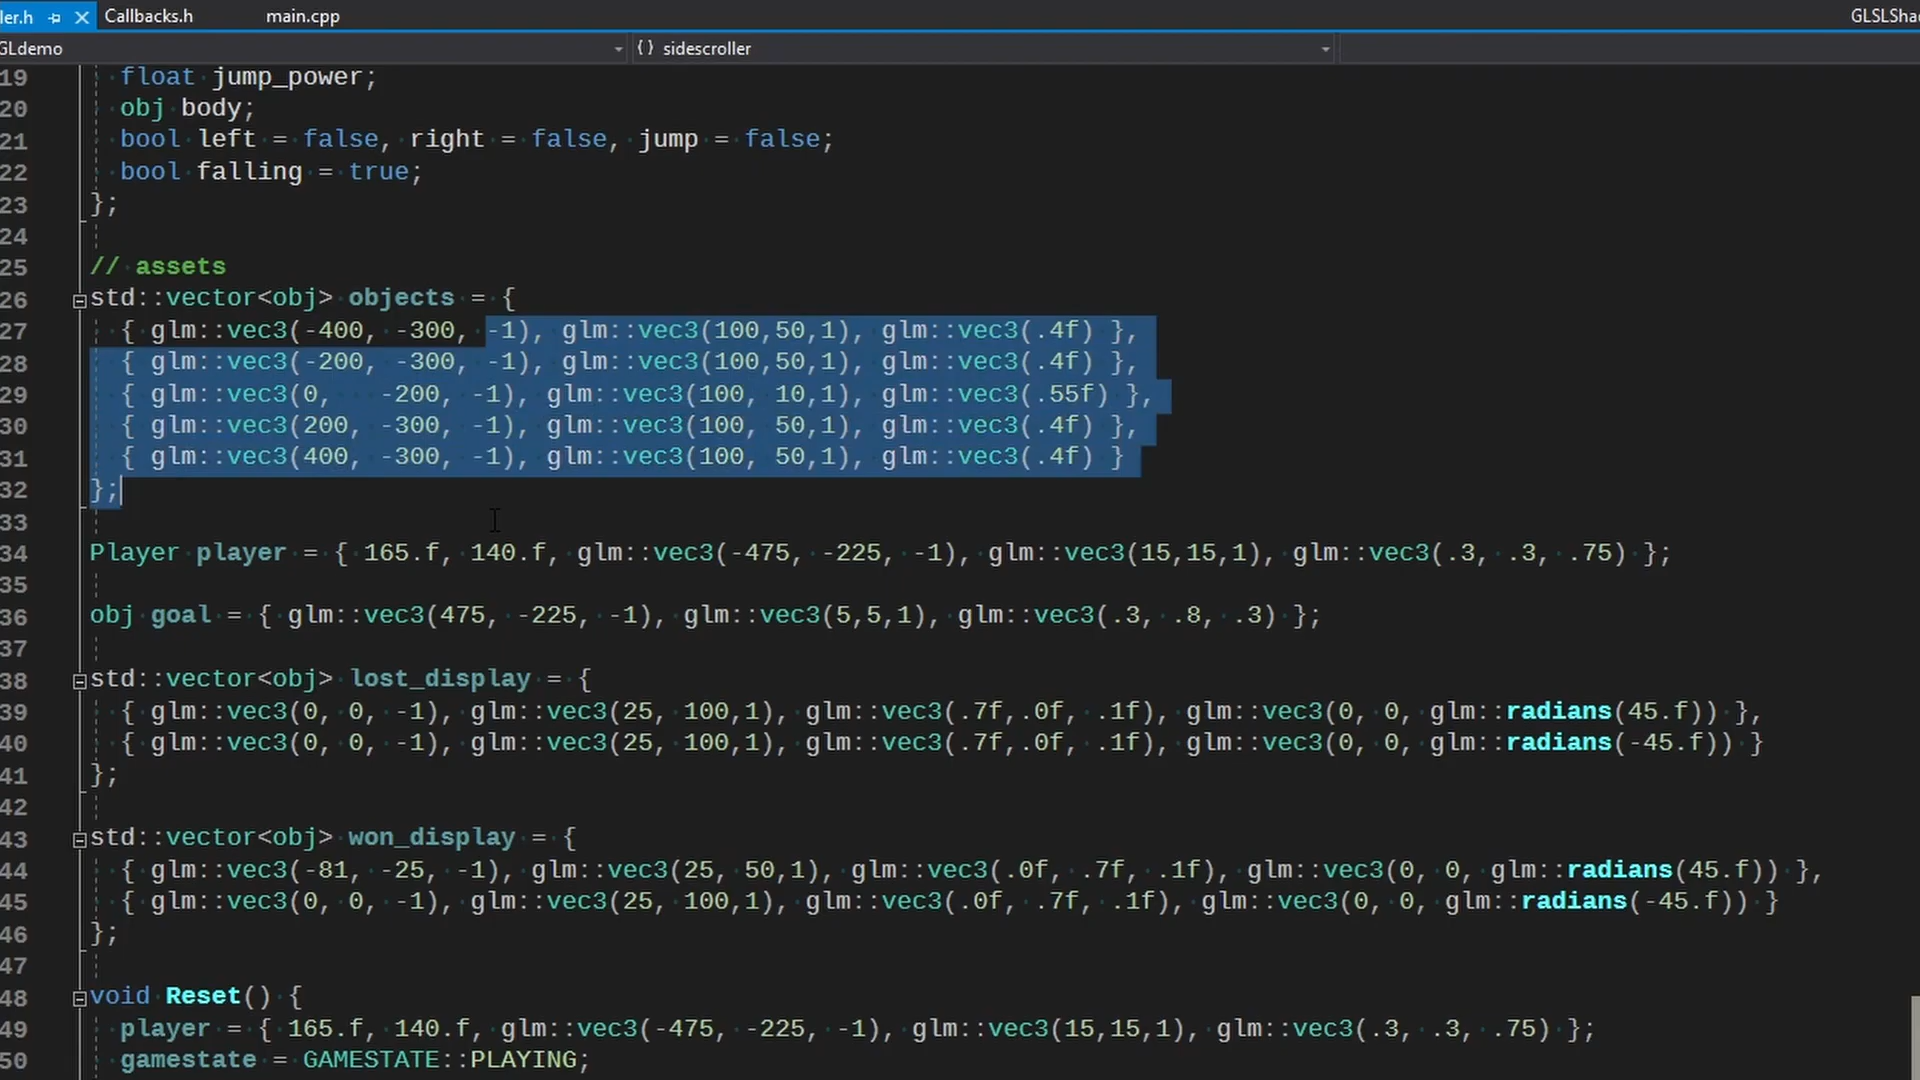 ler.h Callbacks.h main.cpp GLSLSha
GLdemo {} sidescroller
19 float jump_power;
20 obj body;
21 bool left = false, right = false, jump = false;
22 bool falling = true;
23 };
24
25 // assets
26 std::vector<obj> objects = {
27 { glm::vec3(-400, -300, -1), glm::vec3(100,50,1), glm::vec3(.4f) },
28 { glm::vec3(-200, -300, -1), glm::vec3(100,50,1), glm::vec3(.4f) },
29 { glm::vec3(0,   -200, -1), glm::vec3(100, 10,1), glm::vec3(.55f) },
30 { glm::vec3(200, -300, -1), glm::vec3(100, 50,1), glm::vec3(.4f) },
31 { glm::vec3(400, -300, -1), glm::vec3(100, 50,1), glm::vec3(.4f) }
32 };
33
34 Player player = { 165.f, 140.f, glm::vec3(-475, -225, -1), glm::vec3(15,15,1), glm::vec3(.3, .3, .75) };
35
36 obj goal = { glm::vec3(475, -225, -1), glm::vec3(5,5,1), glm::vec3(.3, .8, .3) };
37
38 std::vector<obj> lost_display = {
39 { glm::vec3(0, 0, -1), glm::vec3(25, 100,1), glm::vec3(.7f,.0f, .1f), glm::vec3(0, 0, glm::radians(45.f)) },
40 { glm::vec3(0, 0, -1), glm::vec3(25, 100,1), glm::vec3(.7f,.0f, .1f), glm::vec3(0, 0, glm::radians(-45.f)) }
41 };
42
43 std::vector<obj> won_display = {
44 { glm::vec3(-81, -25, -1), glm::vec3(25, 50,1), glm::vec3(.0f, .7f, .1f), glm::vec3(0, 0, glm::radians(45.f)) },
45 { glm::vec3(0, 0, -1), glm::vec3(25, 100,1), glm::vec3(.0f, .7f, .1f), glm::vec3(0, 0, glm::radians(-45.f)) }
46 };
47
48 void Reset() {
49 player = { 165.f, 140.f, glm::vec3(-475, -225, -1), glm::vec3(15,15,1), glm::vec3(.3, .3, .75) };
50 gamestate = GAMESTATE::PLAYING;